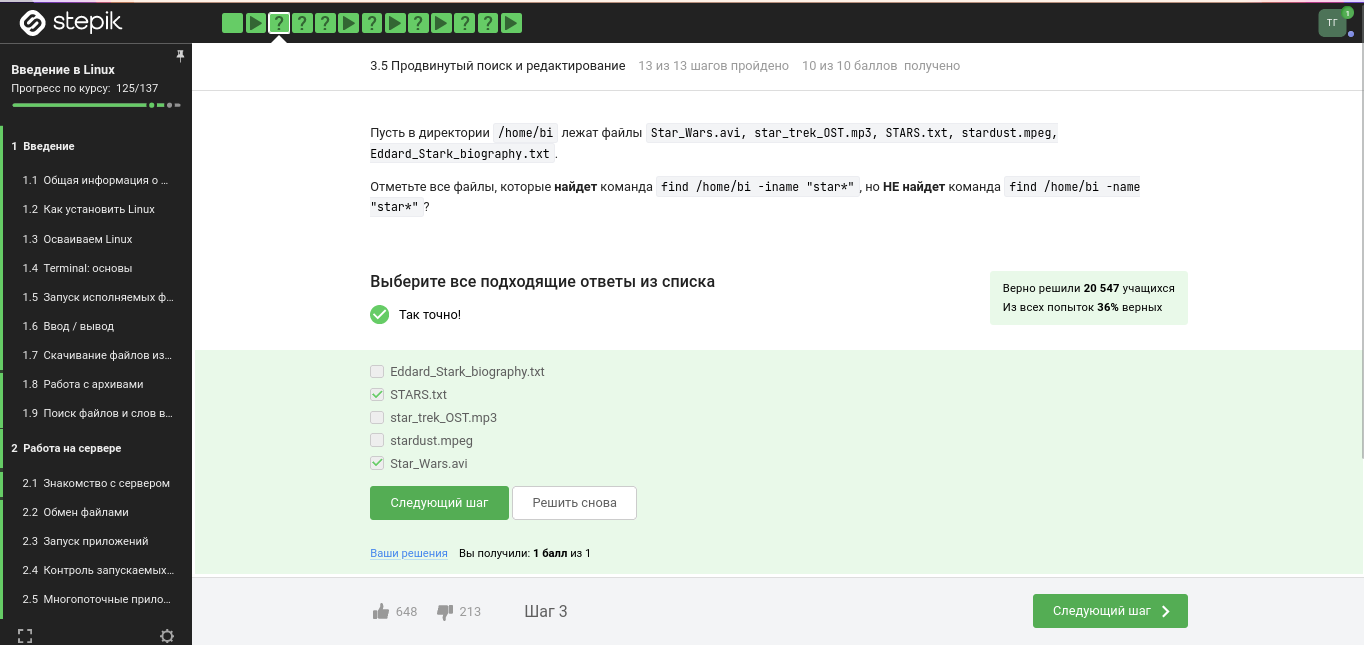 stepik
? ? ? ? ? ? ?
ТГ
1
Введение в Linux
Прогресс по курсу: 125/137
1 Введение
1.1 Общая информация о ...
1.2 Как установить Linux
1.3 Осваиваем Linux
1.4 Terminal: основы
1.5 Запуск исполняемых ф...
1.6 Ввод / вывод
1.7 Скачивание файлов из...
1.8 Работа с архивами
1.9 Поиск файлов и слов в...
2 Работа на сервере
2.1 Знакомство с сервером
2.2 Обмен файлами
2.3 Запуск приложений
2.4 Контроль запускаемых...
2.5 Многопоточные прило...
3.5 Продвинутый поиск и редактирование 13 из 13 шагов пройдено 10 из 10 баллов получено
Пусть в директории /home/bi лежат файлы Star_Wars.avi, star_trek_OST.mp3, STARS.txt, stardust.mpeg,
Eddard_Stark_biography.txt .
Отметьте все файлы, которые найдет команда find /home/bi -iname "star*" , но НЕ найдет команда find /home/bi -name
"star*" ?
Выберите все подходящие ответы из списка
Так точно!
Верно решили 20 547 учащихся
Из всех попыток 36% верных
Eddard_Stark_biography.txt
STARS.txt
star_trek_OST.mp3
stardust.mpeg
Star_Wars.avi
Следующий шаг Решить снова
Ваши решения Вы получили: 1 балл из 1
648 213 Шаг 3 Следующий шаг